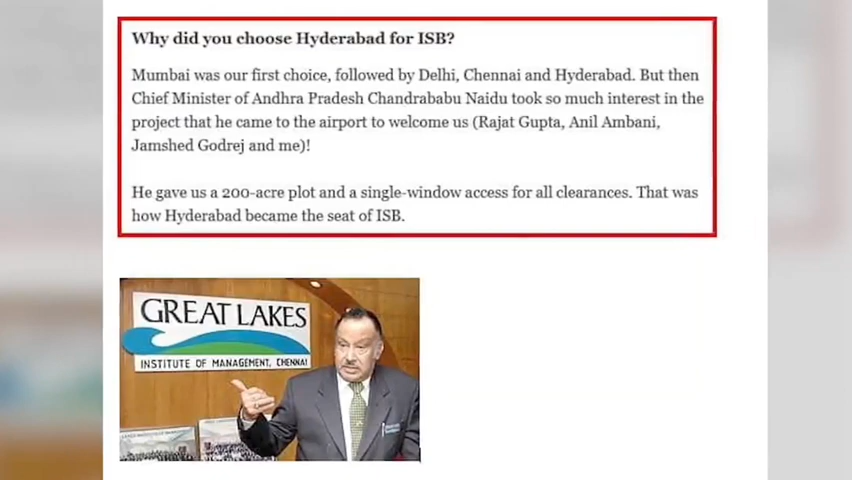 Why did you choose Hyderabad for ISB?
Mumbai was our first choice, followed by Delhi, Chennai and Hyderabad. But then
Chief Minister of Andhra Pradesh Chandrababu Naidu took so much interest in the
project that he came to the airport to welcome us (Rajat Gupta, Anil Ambani,
Jamshed Godrej and me)!
He gave us a 200-acre plot and a single-window access for all clearances. That was
how Hyderabad became the seat of ISB.
GREAT LAKES
INSTITUTE OF MANAGEMENT, CHENNAI